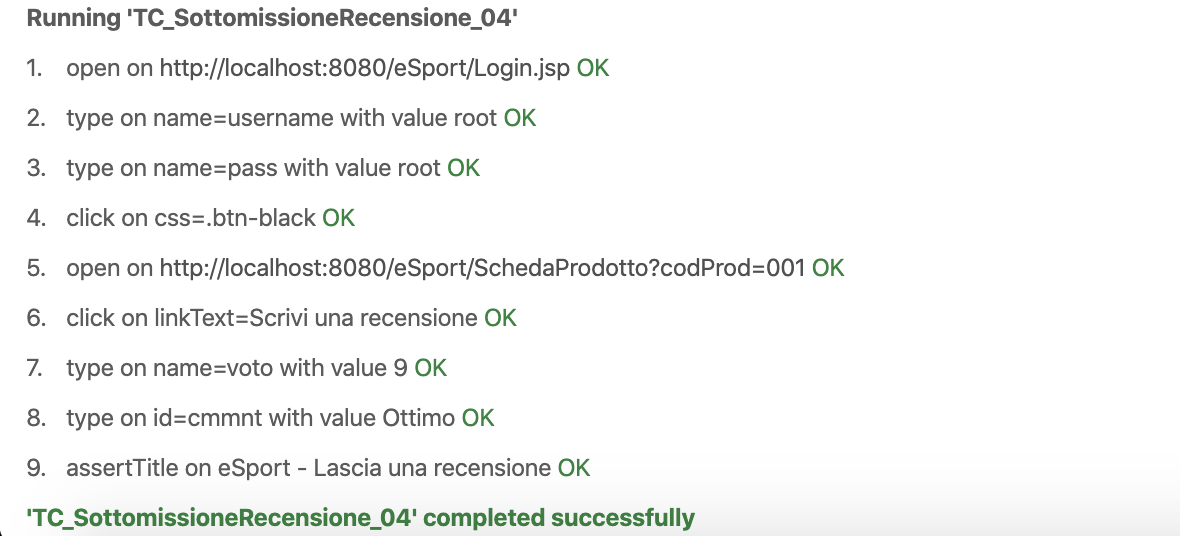 Running 'TC_SottomissioneRecensione_04'
1. open on http://localhost:8080/eSport/Login.jsp OK
2. type on name=username with value root OK
3. type on name=pass with value root OK
4. click on css=.btn-black OK
5. open on http://localhost:8080/eSport/SchedaProdotto?codProd=001 OK
6. click on linkText=Scrivi una recensione OK
7. type on name=voto with value 9 OK
8. type on id=cmmnt with value Ottimo OK
9. assertTitle on eSport - Lascia una recensione OK
'TC_SottomissioneRecensione_04' completed successfully